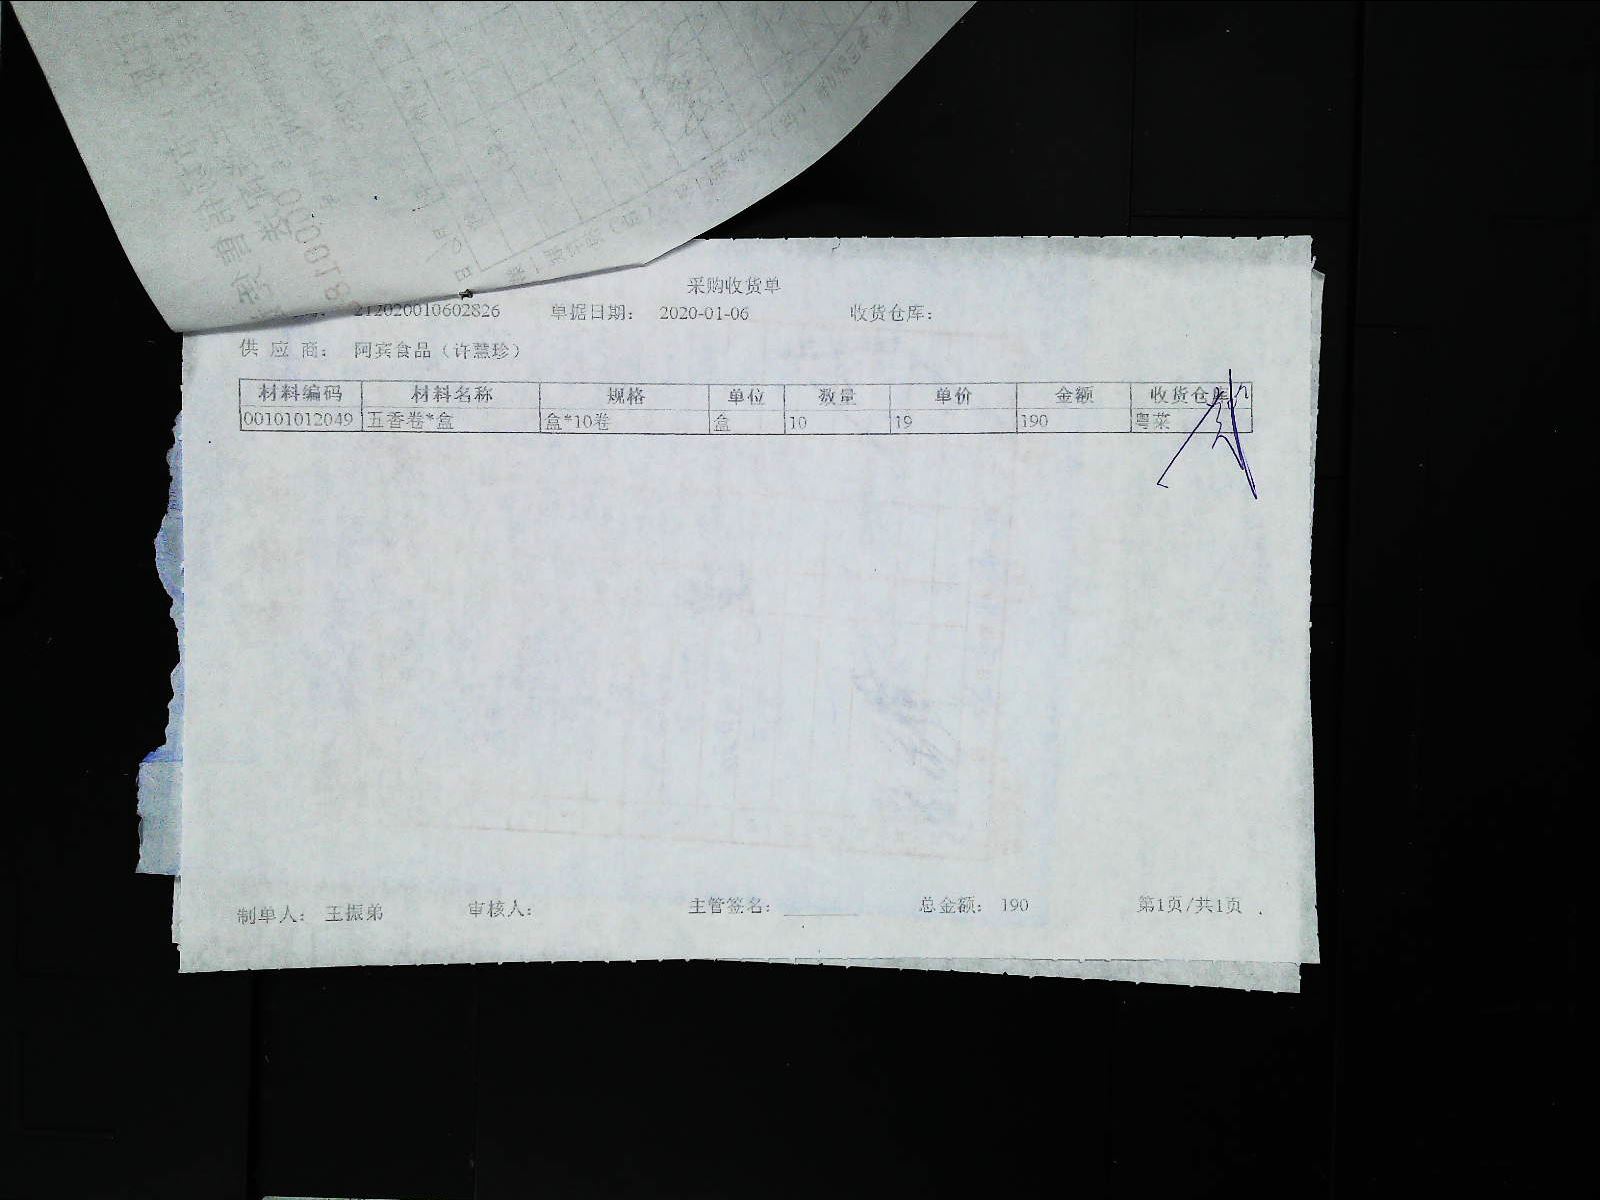 采购收货单
212020010602826 单据日期： 2020-01-06 收货仓库：
供 应 商： 阿宾食品（许慧珍）
材料编码 材料名称 规格 单位 数量 单价 金额 收货仓库
00101012049 五香卷*盒 盒*10卷 盒 10 19 190 粤菜
制单人： 王振弟 审核人： 主管签名： 总金额： 190 第1页/共1页